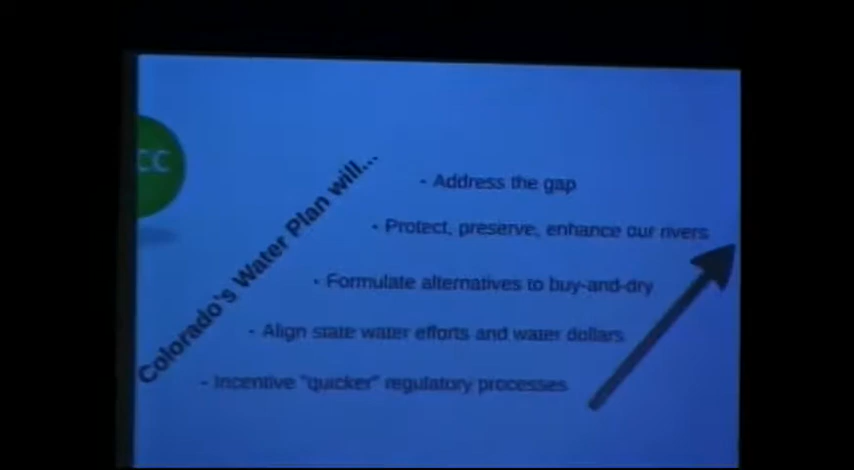 CC
Colorado's Water Plan will...
- Address the gap
- Protect, preserve, enhance our rivers
- Formulate alternatives to buy-and-dry
- Align state water efforts and water dollars
- Incentive "quicker" regulatory processes